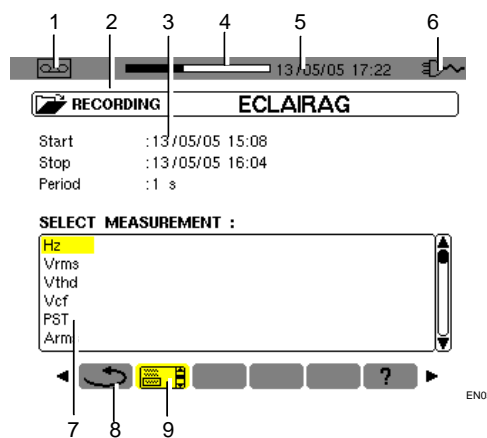 1 2 3 4 5 6
13/05/05 17:22
RECORDING ECLAIRAG
Start :13/05/05 15:08
Stop :13/05/05 16:04
Period :1 s
SELECT MEASUREMENT :
Hz
Vrms
Vthd
Vcf
PST
Arm
?
EN0
7 8 9